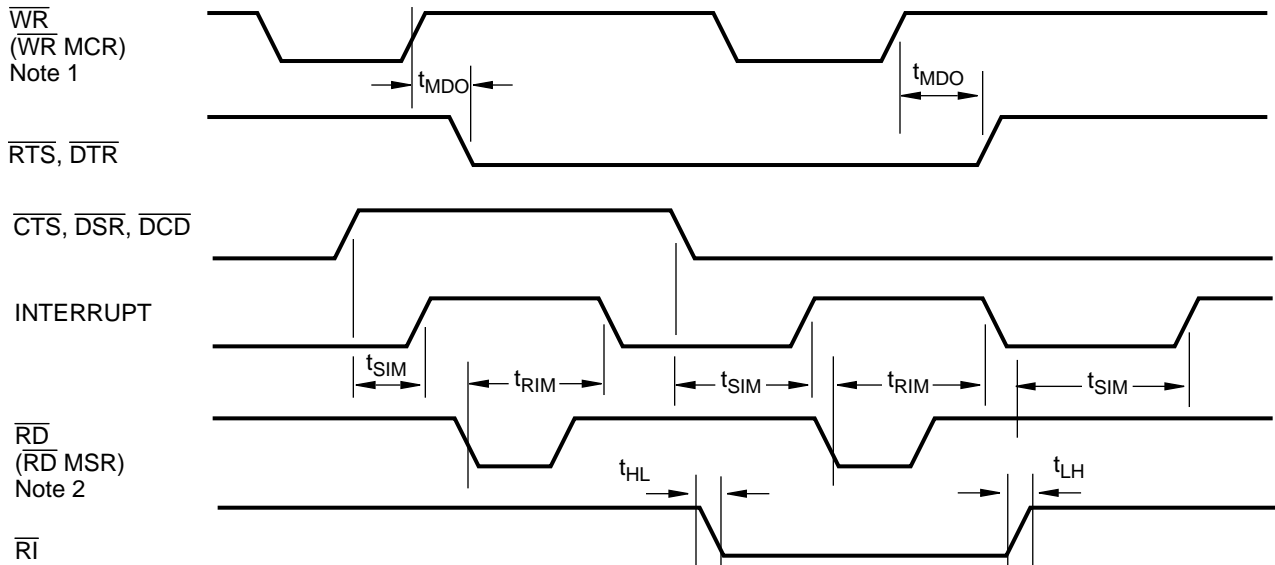 WR
(WR MCR)
Note 1
tMDO
tMDO
RTS, DTR
CTS, DSR, DCD
INTERRUPT
tSIM
tRIM
tSIM
tRIM
tSIM
RD
(RD MSR)
Note 2
tHL
tLH
RI